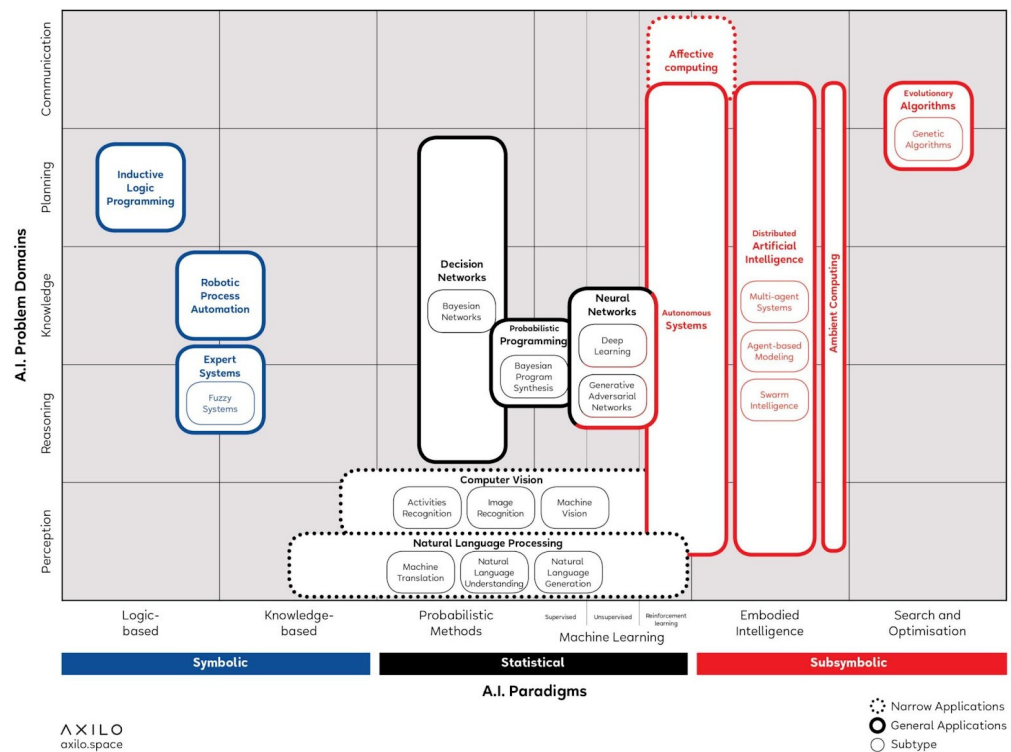 A.I. Problem Domains
Communication
Planning
Knowledge
Reasoning
Perception
Affective
computing
Evolutionary
Algorithms
Genetic
Algorithms
Inductive
Logic
Programming
Robotic
Process
Automation
Expert
Systems
Fuzzy
Systems
Decision
Networks
Bayesian
Networks
Probabilistic
Programming
Bayesian
Program
Synthesis
Neural
Networks
Deep
Learning
Generative
Adversarial
Networks
Autonomous
Systems
Distributed
Artificial
Intelligence
Multi-agent
Systems
Agent-based
Modeling
Swarm
Intelligence
Ambient Computing
Computer Vision
Activities
Recognition
Image
Recognition
Machine
Vision
Natural Language Processing
Machine
Translation
Natural
Language
Understanding
Natural
Language
Generation
Logic-
based
Knowledge-
based
Probabilistic
Methods
Supervised
Unsupervised
Reinforcement
learning
Machine Learning
Embodied
Intelligence
Search and
Optimisation
Symbolic
Statistical
Subsymbolic
A.I. Paradigms
AXILO
axilo.space
Narrow Applications
General Applications
Subtype